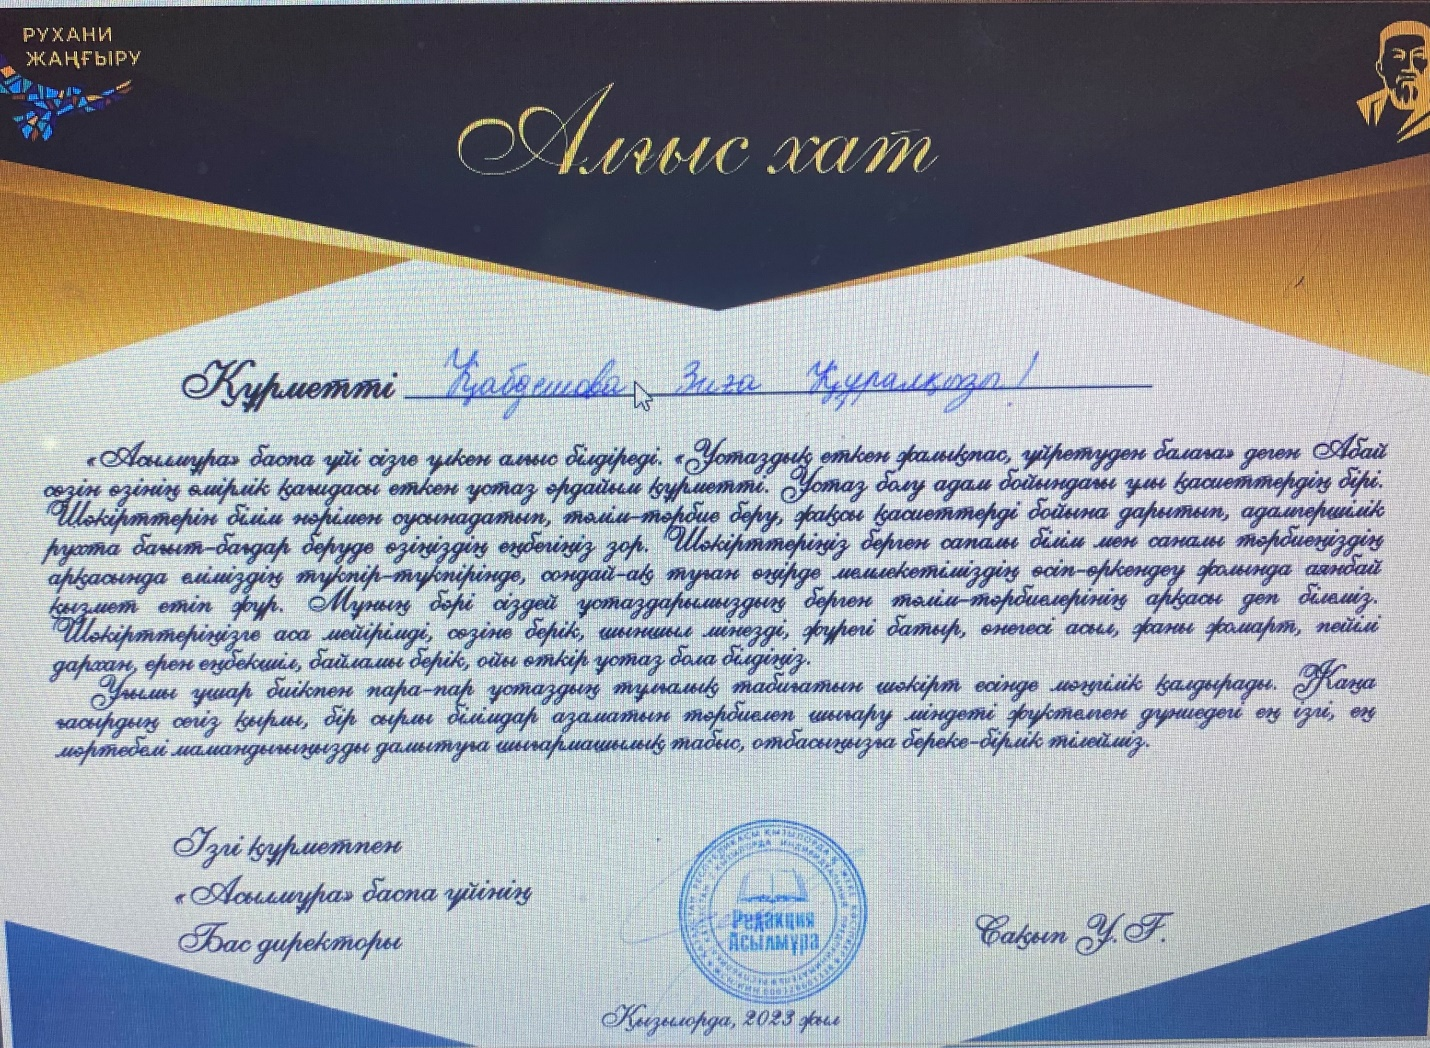 РУХАНИ
ЖАҢҒЫРУ
Алғыс хат
Құрметті Қабдешова Зиға Құралқызы!
«Асылмұра» баспа үйі сізге үлкен алғыс білдіреді. «Ұстаздық еткен жалықпас, үйретуден балаға» деген Абай
сөзін өзінің өмірлік қағидасы еткен ұстаз әрдайым құрметті. Ұстаз болу адам бойындағы ұлы қасиеттердің бірі.
Шәкірттерін білім нәрімен сусындатып, тәлім-тәрбие беру, жақсы қасиеттерді бойына дарытып, адамгершілік
рухта бағыт-бағдар беруде өзіңіздің еңбегіңіз зор. Шәкірттеріңіз берген сапалы білім мен саналы тәрбиеңіздің
арқасында еліміздің түкпір-түкпірінде, сондай-ақ туған өңірде мемлекетіміздің өсіп-өркендеу жолында аянбай
қызмет етіп жүр. Мұның бәрі сіздей ұстаздарымыздың берген тәлім-тәрбиелерінің арқасы деп білеміз.
Шәкірттеріңізге аса мейірімді, сөзіне берік, шыншыл мінезді, жүрегі батыр, өнегесі асыл, жаны жомарт, пейілі
дархан, ерен еңбекшіл, байламы берік, ойы өткір ұстаз бола білдіңіз.
Ғылы ұшар биікпен пара-пар ұстаздың тұлғалық табиғатын шәкірт есінде мәңгілік қалдырады. Жаңа
ғасырдың сегіз қырлы, бір сырлы білімдар азаматын тәрбиелеп шығару міндеті жүктелген дүниедегі ең ізгі, ең
мәртебелі мамандығыңызды дамытуға шығармашылық табыс, отбасыңызға береке-бірлік тілейміз.
Ізгі құрметпен
«Асылмұра» баспа үйінің
Бас директоры
Редакция
Асылмұра
Сақып У. Ғ.
Қызылорда, 2023 жыл